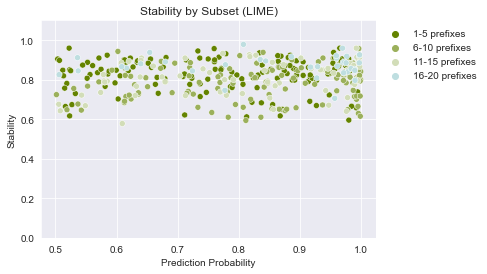 Stability by Subset (LIME)
1-5 prefixes
6-10 prefixes
11-15 prefixes
16-20 prefixes
1.0
0.8
0.6
0.4
0.2
0.0
Stability
0.5 0.6 0.7 0.8 0.9 1.0
Prediction Probability